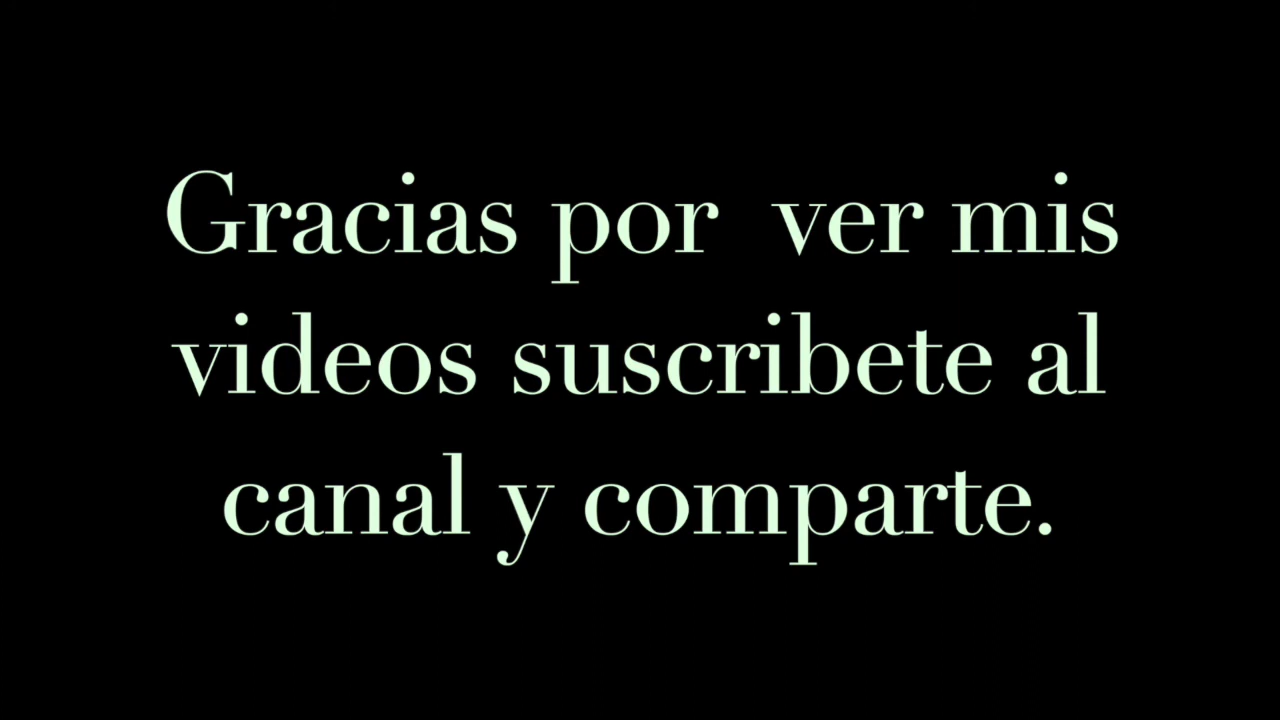 Gracias por  ver mis
videos suscribete al
canal y comparte.